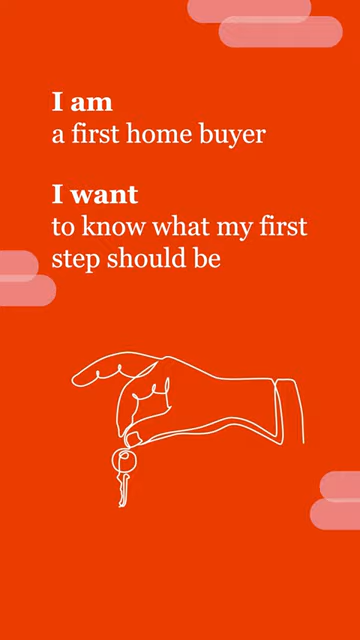 I am
a first home buyer
I want
to know what my first
step should be